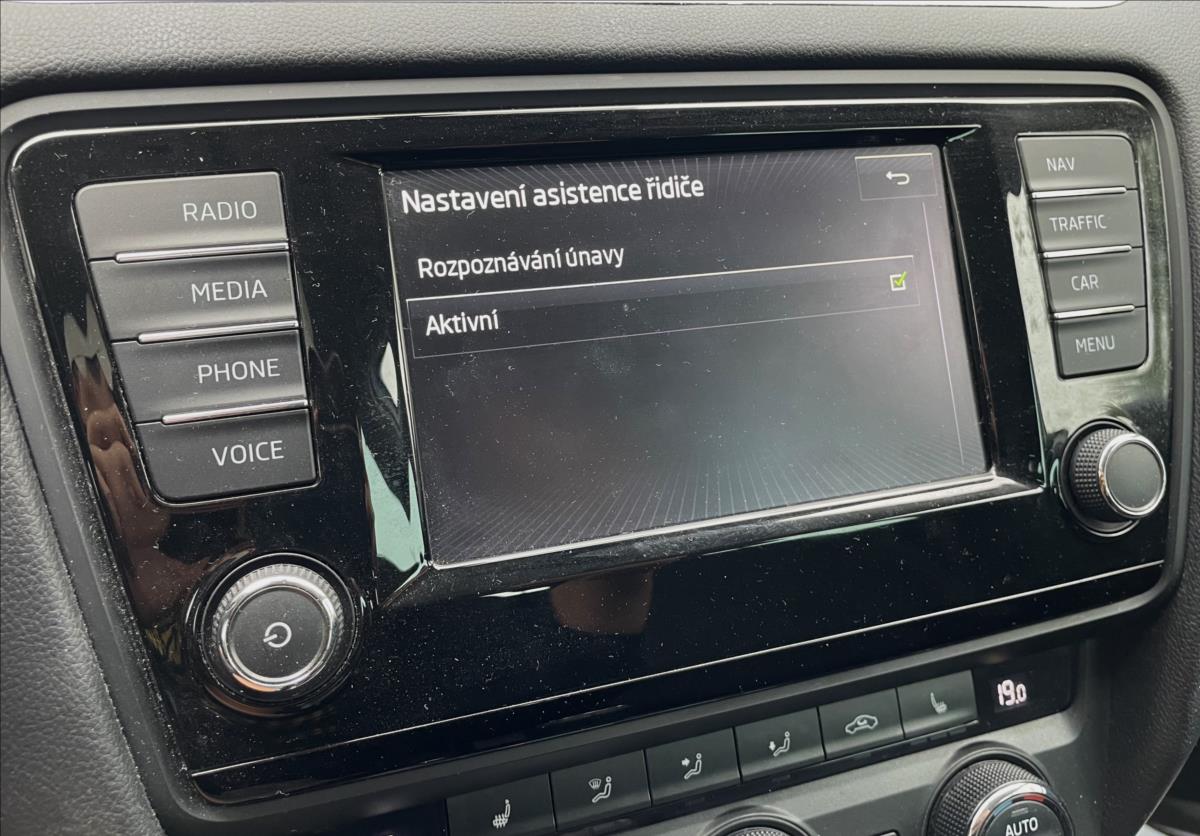 RADIO
MEDIA
PHONE
VOICE
Nastavení asistence řidiče
Rozpoznávání únavy
Aktivní
NAV
TRAFFIC
CAR
MENU
19.0
AUTO